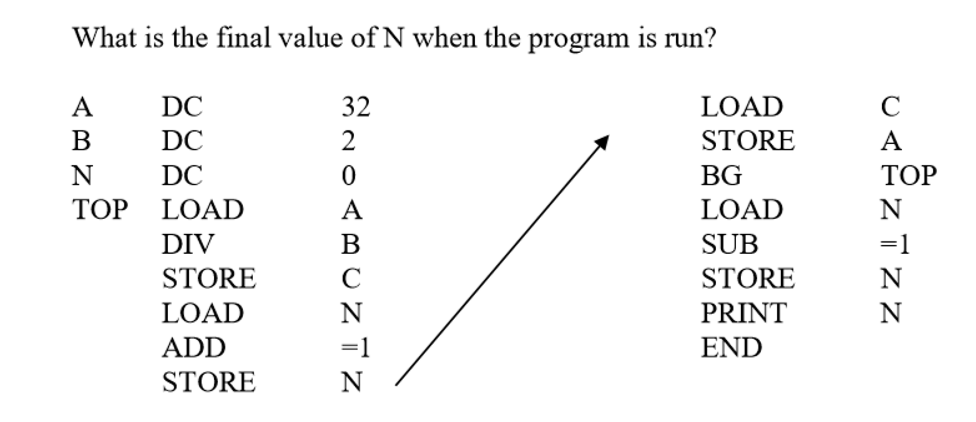 What is the final value of N when the program is run?
A DC 32
B DC 2
N DC 0
TOP LOAD A
DIV B
STORE C
LOAD N
ADD =1
STORE N
LOAD C
STORE A
BG TOP
LOAD N
SUB =1
STORE N
PRINT N
END